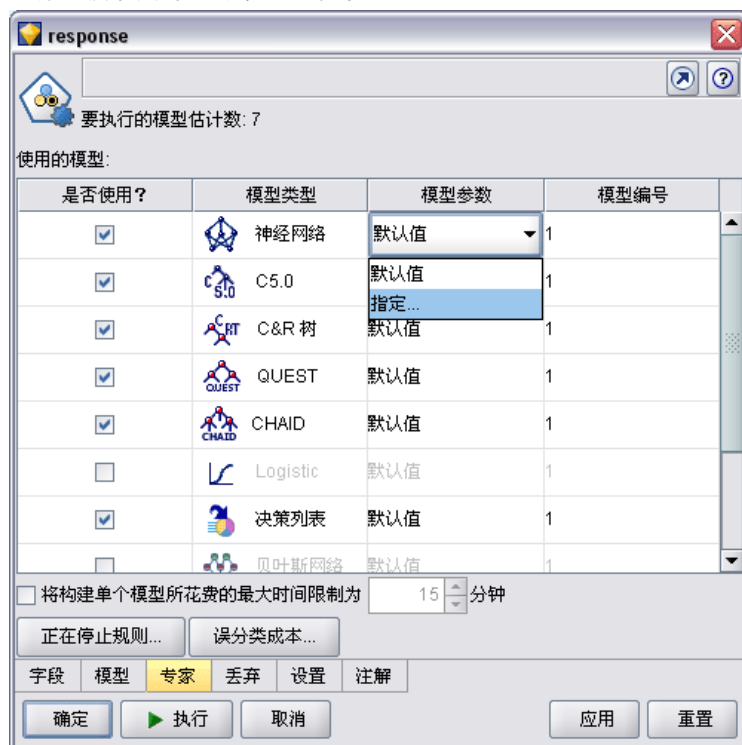 response
要执行的模型估计数: 7
使用的模型:
是否使用? 模型类型 模型参数 模型编号
神经网络 默认值 1
C5.0 默认值 1
指定...
C&R 树 默认值 1
QUEST 默认值 1
CHAID 默认值 1
Logistic 默认值 1
决策列表 默认值 1
贝叶斯网络 默认值 1
将构建单个模型所花费的最大时间限制为 15 分钟
正在停止规则... 误分类成本...
字段 模型 专家 丢弃 设置 注解
确定 执行 取消 应用 重置